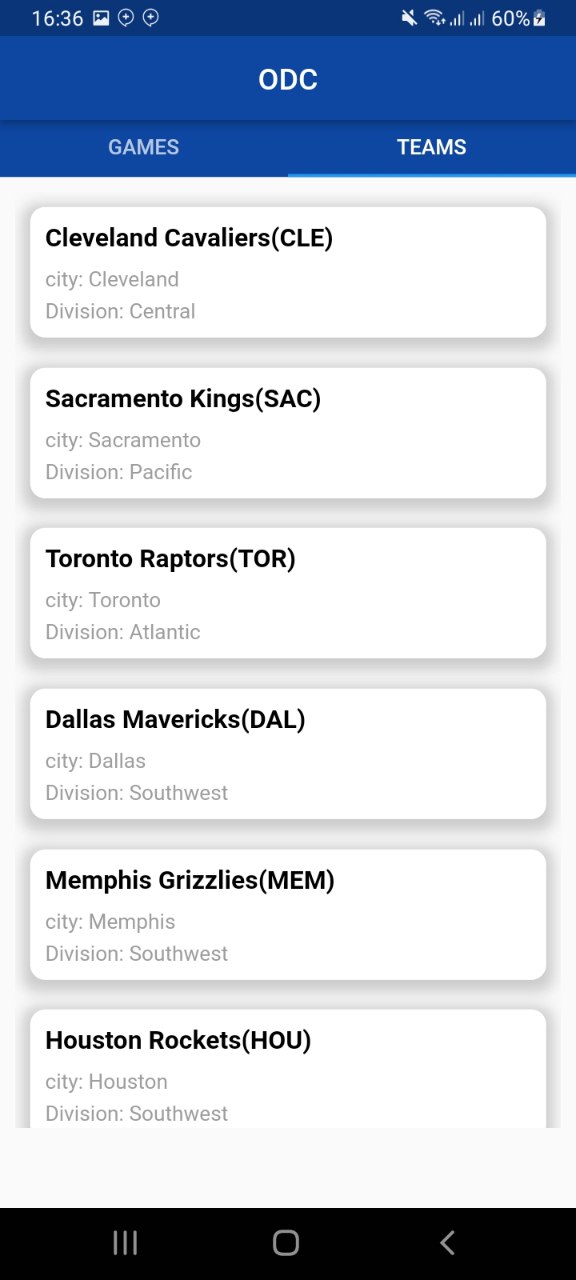 16:36 60%
ODC
GAMES TEAMS
Cleveland Cavaliers(CLE)
city: Cleveland
Division: Central
Sacramento Kings(SAC)
city: Sacramento
Division: Pacific
Toronto Raptors(TOR)
city: Toronto
Division: Atlantic
Dallas Mavericks(DAL)
city: Dallas
Division: Southwest
Memphis Grizzlies(MEM)
city: Memphis
Division: Southwest
Houston Rockets(HOU)
city: Houston
Division: Southwest